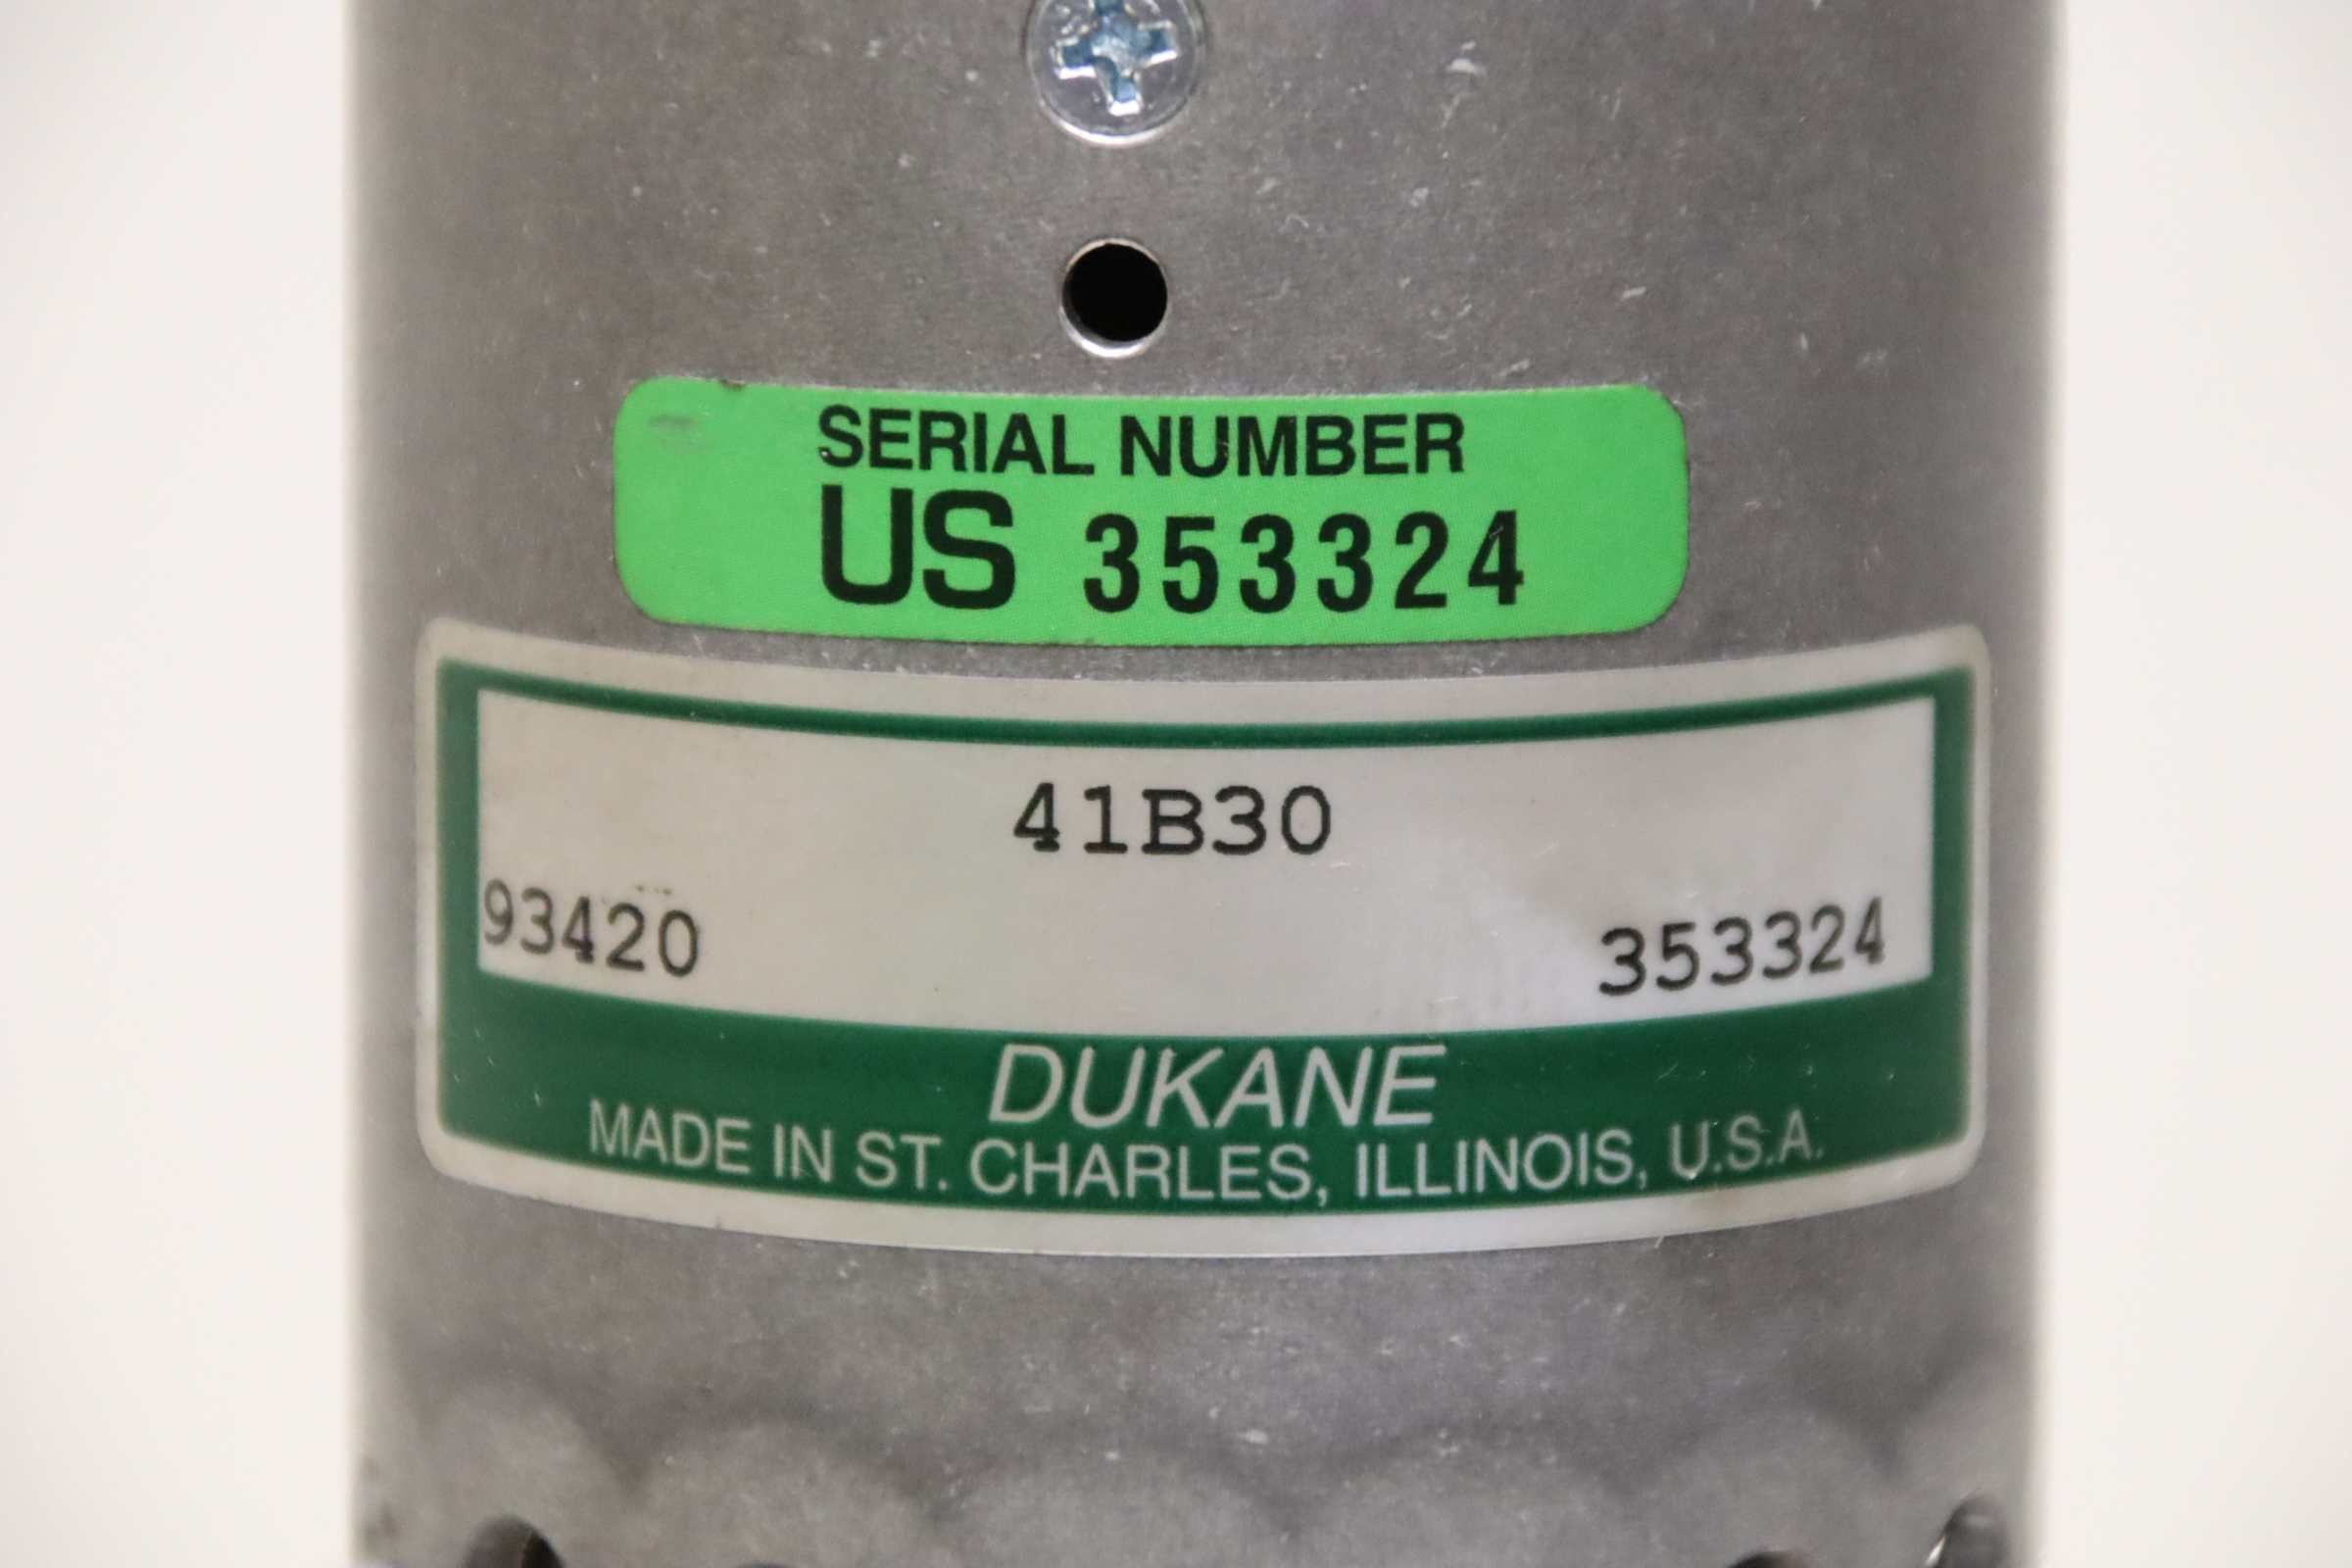 SERIAL NUMBER
US 353324
41B30
93420 353324
DUKANE
MADE IN ST. CHARLES, ILLINOIS, U.S.A.